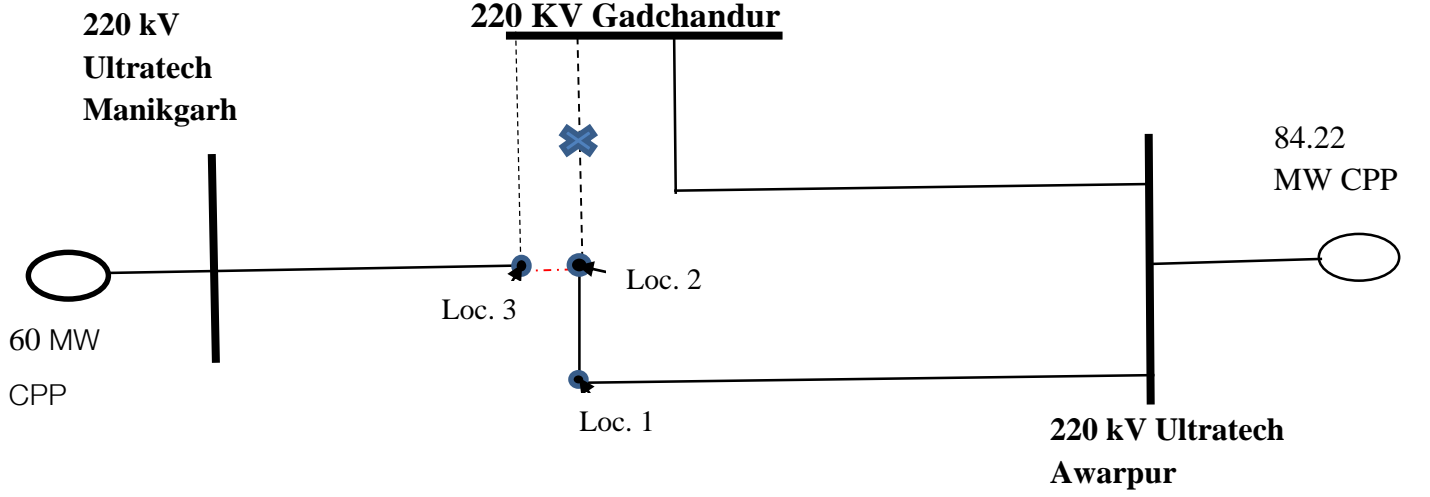 220 kV
Ultratech
Manikgarh
220 KV Gadchandur
84.22
MW CPP
Loc. 2
Loc. 3
60 MW
CPP
Loc. 1
220 kV Ultratech
Awarpur